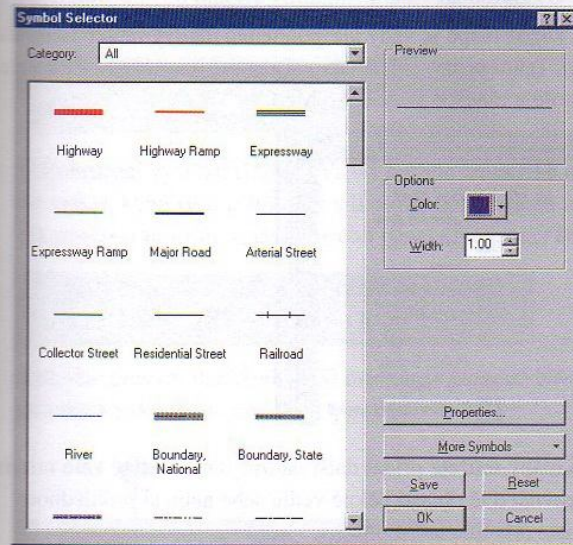 Symbol Selector
Category: All
Preview
Highway Highway Ramp Expressway
Options
Color:
Width: 1.00
Expressway Ramp Major Road Arterial Street
Collector Street Residential Street Railroad
Properties...
More Symbols
River Boundary, National Boundary, State
Save Reset
OK Cancel